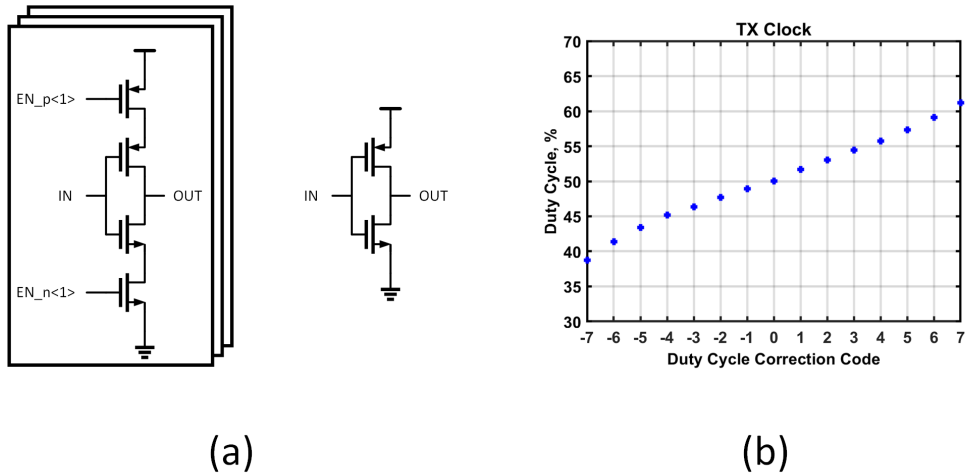 EN_p<1>
IN
OUT
EN_n<1>
IN
OUT
(a)
TX Clock
Duty Cycle, %
70
65
60
55
50
45
40
35
30
-7 -6 -5 -4 -3 -2 -1 0 1 2 3 4 5 6 7
Duty Cycle Correction Code
(b)